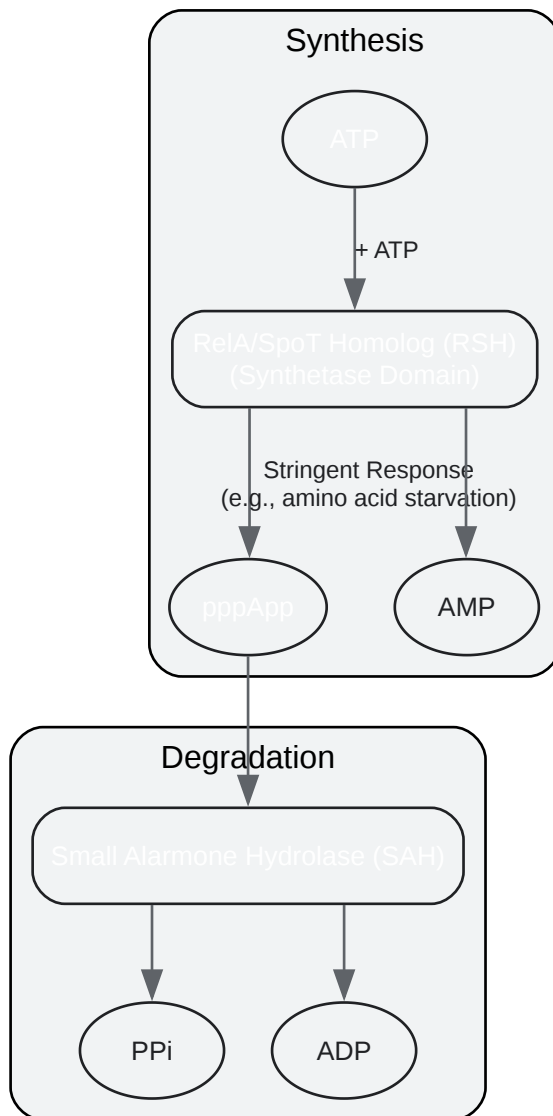 Synthesis
ATP
+ ATP
RelA/SpoT Homolog (RSH)
(Synthetase Domain)
Stringent Response
(e.g., amino acid starvation)
pppApp
AMP
Degradation
Small Alarmone Hydrolase (SAH)
PPi
ADP